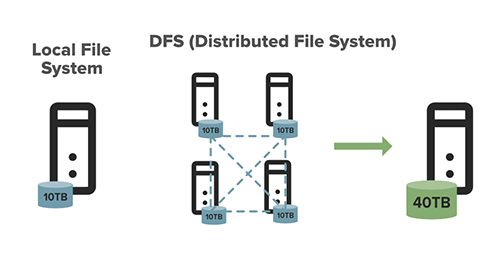 Local File
System
DFS (Distributed File System)
10TB
10TB
10TB
10TB
10TB
40TB